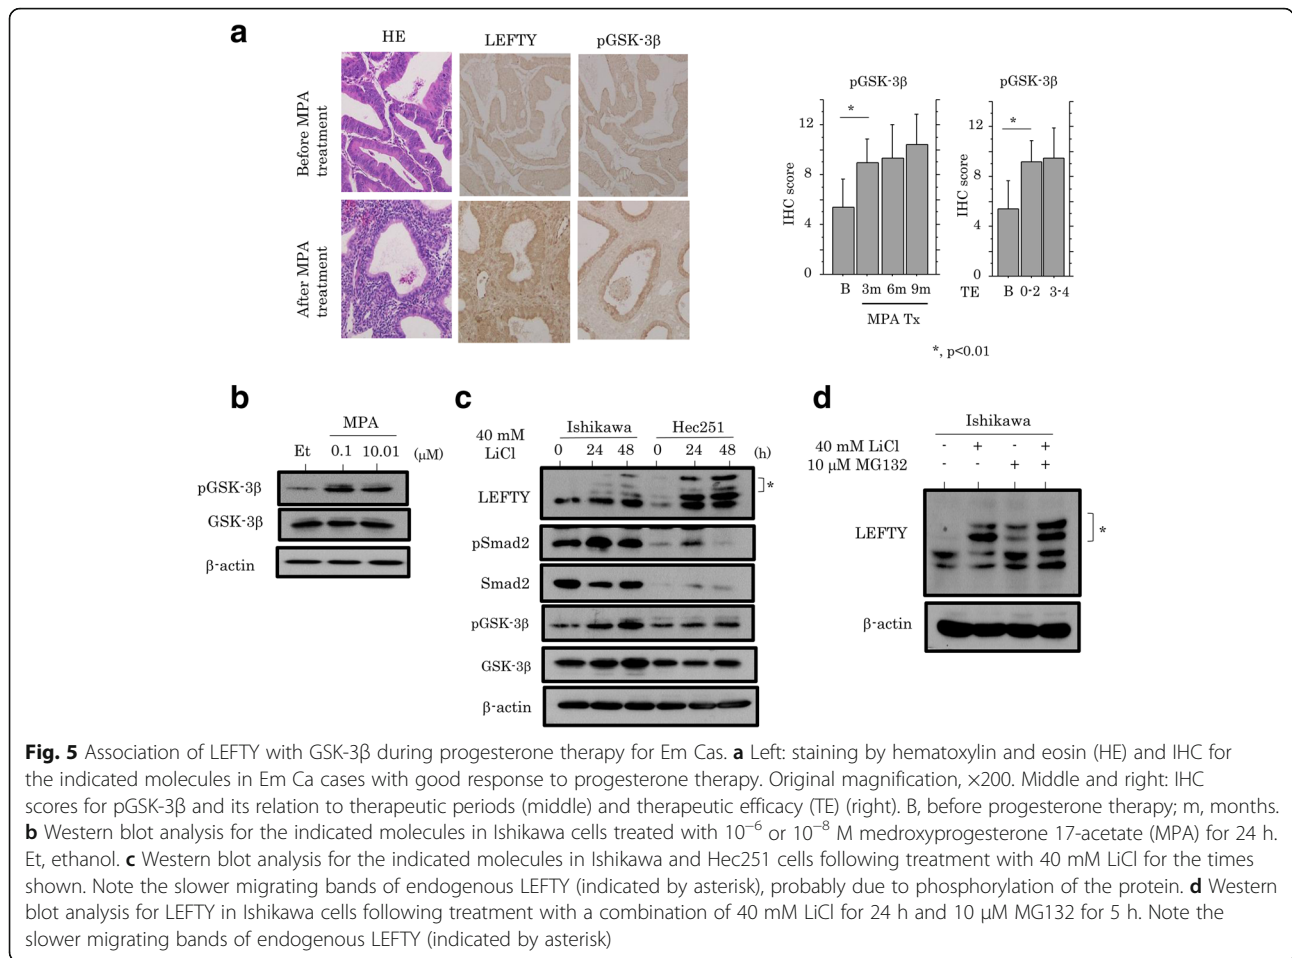 a
HE LEFTY pGSK-3β
Before MPA
treatment
After MPA
treatment
pGSK-3β
IHC score
12
8
4
0
B 3m 6m 9m
MPA Tx
pGSK-3β
IHC score
12
8
4
0
TE B 0-2 3-4
*
*
*, p<0.01
b
MPA
Et 0.1 10.01 (μM)
pGSK-3β
GSK-3β
β-actin
c
40 mM
LiCl
Ishikawa Hec251
0 24 48 0 24 48 (h)
LEFTY
*
pSmad2
Smad2
pGSK-3β
GSK-3β
β-actin
d
Ishikawa
40 mM LiCl - + - +
10 μM MG132 - - + +
LEFTY
*
β-actin
Fig. 5 Association of LEFTY with GSK-3β during progesterone therapy for Em Cas. a Left: staining by hematoxylin and eosin (HE) and IHC for
the indicated molecules in Em Ca cases with good response to progesterone therapy. Original magnification, ×200. Middle and right: IHC
scores for pGSK-3β and its relation to therapeutic periods (middle) and therapeutic efficacy (TE) (right). B, before progesterone therapy; m, months.
b Western blot analysis for the indicated molecules in Ishikawa cells treated with 10⁻⁶ or 10⁻⁸ M medroxyprogesterone 17-acetate (MPA) for 24 h.
Et, ethanol. c Western blot analysis for the indicated molecules in Ishikawa and Hec251 cells following treatment with 40 mM LiCl for the times
shown. Note the slower migrating bands of endogenous LEFTY (indicated by asterisk), probably due to phosphorylation of the protein. d Western
blot analysis for LEFTY in Ishikawa cells following treatment with a combination of 40 mM LiCl for 24 h and 10 μM MG132 for 5 h. Note the
slower migrating bands of endogenous LEFTY (indicated by asterisk)